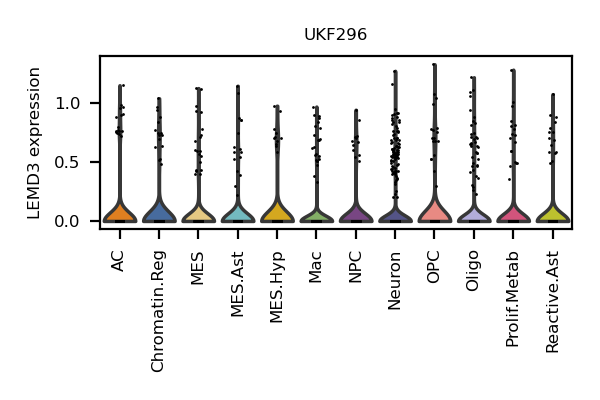 UKF296
LEMD3 expression
1.0
0.5
0.0
AC
Chromatin.Reg
MES
MES.Ast
MES.Hyp
Mac
NPC
Neuron
OPC
Oligo
Prolif.Metab
Reactive.Ast